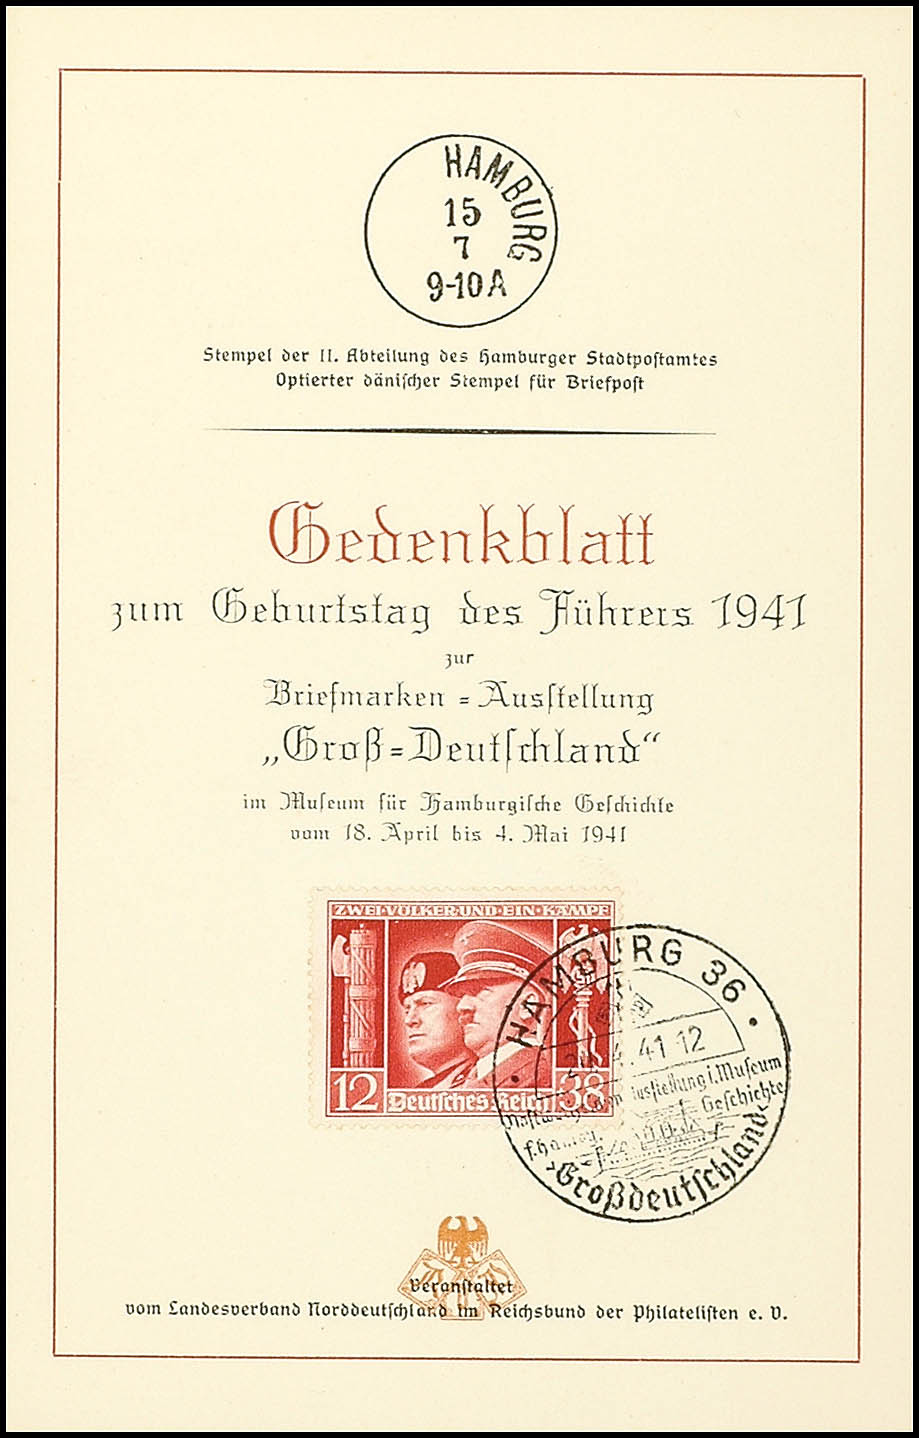 HAMBURG
15
7
9-10A
Stempel der II. Abteilung des Hamburger Stadtpostamtes
Optierter dänischer Stempel für Briefpost
Gedenkblatt
zum Geburtstag des Führers 1941
zur
Briefmarken=Ausstellung
„Groß=Deutschland“
im Museum für Hamburgische Geschichte
vom 18. April bis 4. Mai 1941
ZWEI·VÖLKER·UND·EIN·KAMPF
12 Deutsches Reich 38
HAMBURG 36
4.41 12
ausstellung i. Museum
Geschichte
Großdeutschland
Veranstaltet
vom Landesverband Norddeutschland im Reichsbund der Philatelisten e. V.